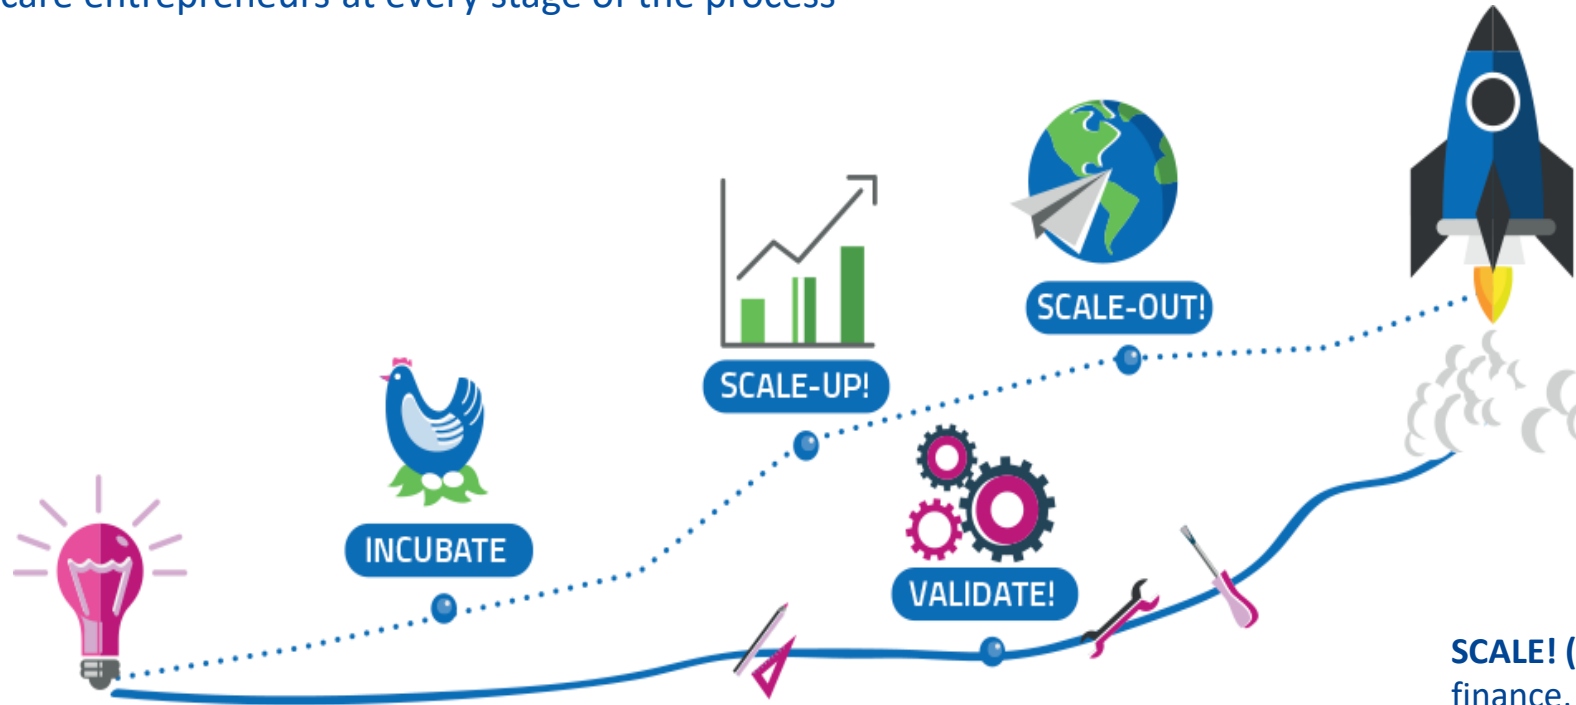 care entrepreneurs at every stage of the process
SCALE-OUT!
SCALE-UP!
INCUBATE
VALIDATE!
SCALE! (
finance.